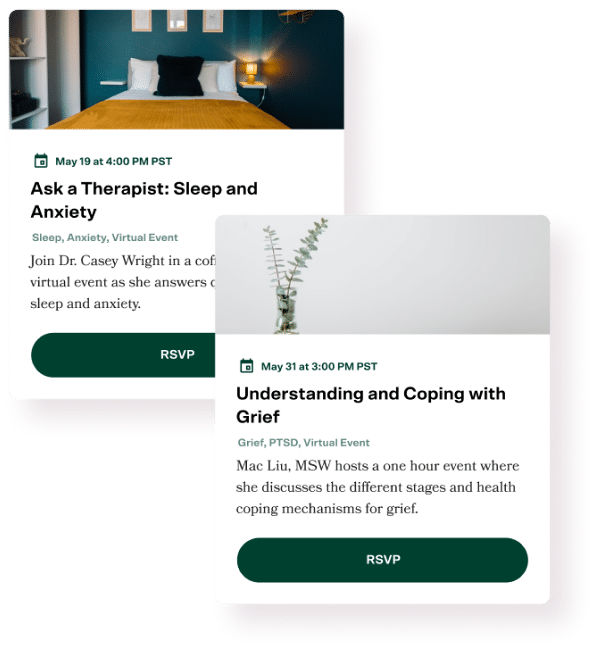 May 19 at 4:00 PM PST
Ask a Therapist: Sleep and
Anxiety
Sleep, Anxiety, Virtual Event
Join Dr. Casey Wright in a
virtual event as she answers
sleep and anxiety.
RSVP
May 31 at 3:00 PM PST
Understanding and Coping with
Grief
Grief, PTSD, Virtual Event
Mac Liu, MSW hosts a one hour event where
she discusses the different stages and health
coping mechanisms for grief.
RSVP